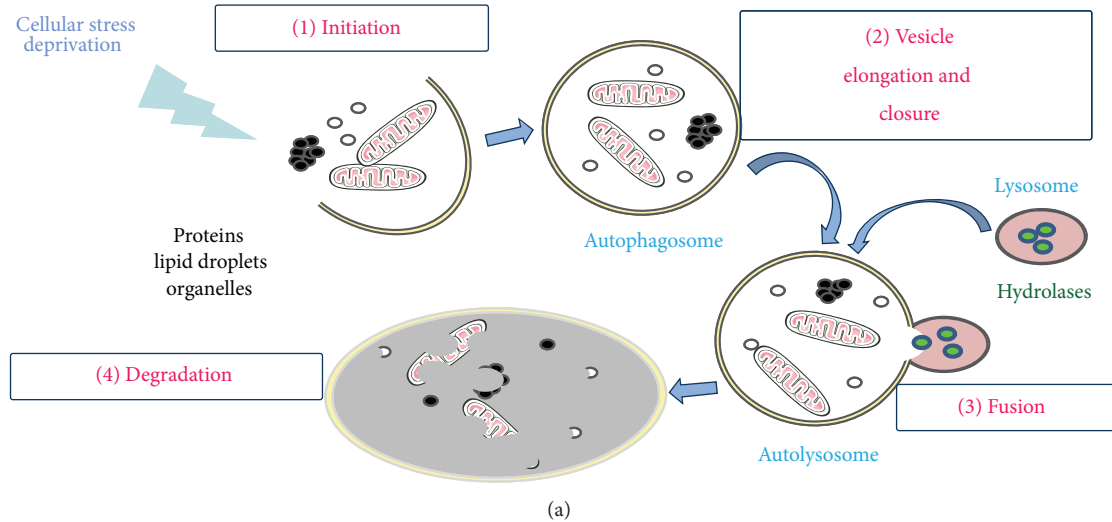 Cellular stress
deprivation
(1) Initiation
(2) Vesicle
elongation and
closure
Proteins
lipid droplets
organelles
Autophagosome
Lysosome
Hydrolases
(4) Degradation
(3) Fusion
Autolysosome
(a)